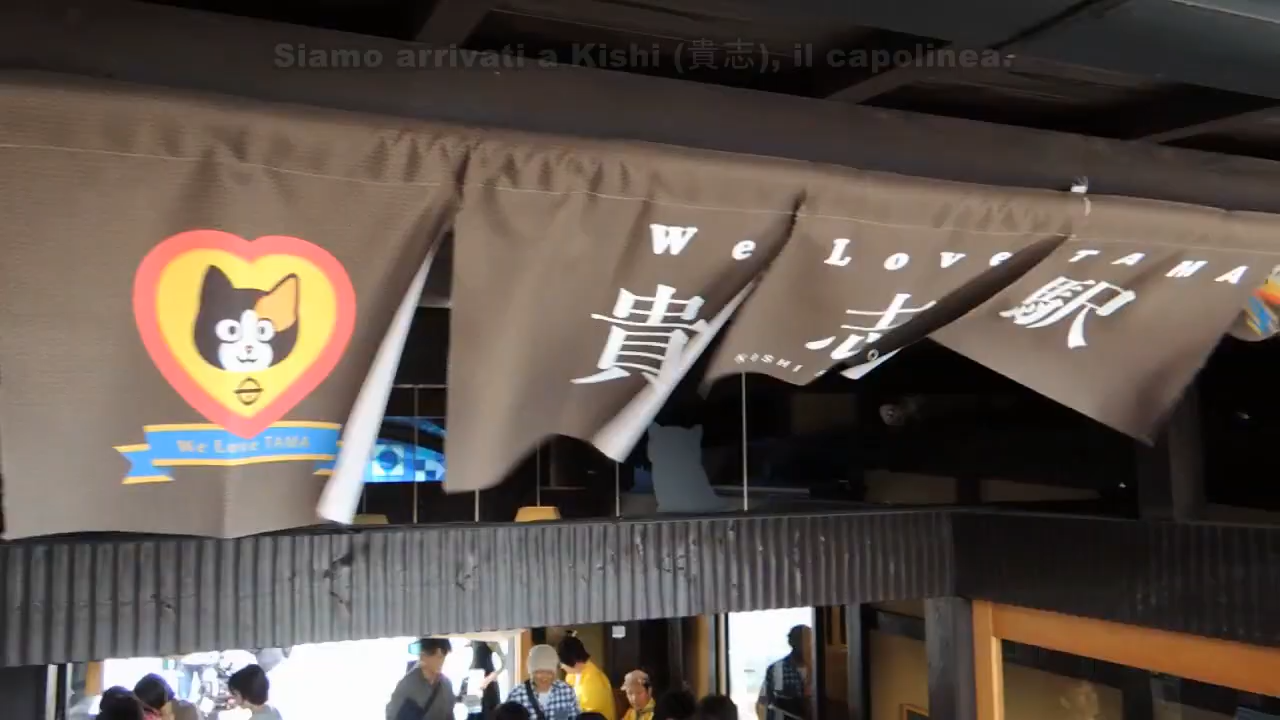 Siamo arrivati a Kishi (貴志), il capolinea.
We Love TAMA
貴志駅
We Love TAMA